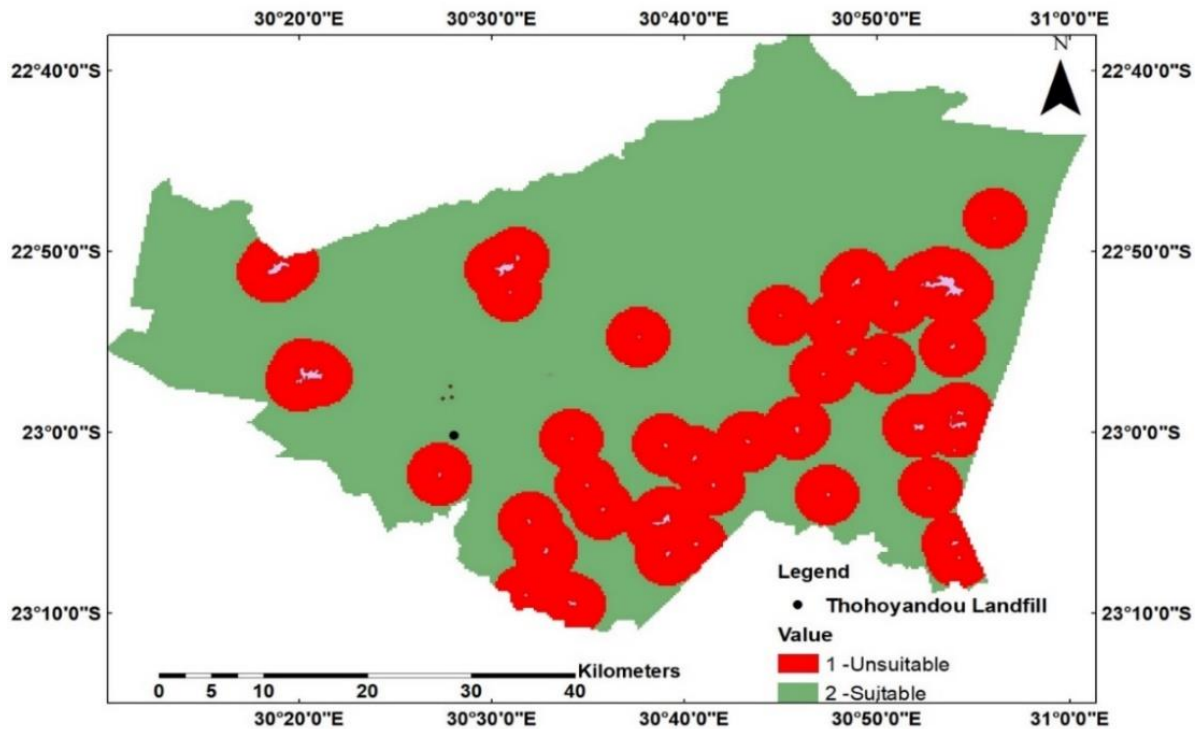 30°20'0"E 30°30'0"E 30°40'0"E 30°50'0"E 31°0'0"E
N
22°40'0"S 22°40'0"S
22°50'0"S 22°50'0"S
23°0'0"S 23°0'0"S
23°10'0"S 23°10'0"S
Legend
Thohoyandou Landfill
Value
1 -Unsuitable
2 -Sujtable
Kilometers
0 5 10 20 30 40
30°20'0"E 30°30'0"E 30°40'0"E 30°50'0"E 31°0'0"E